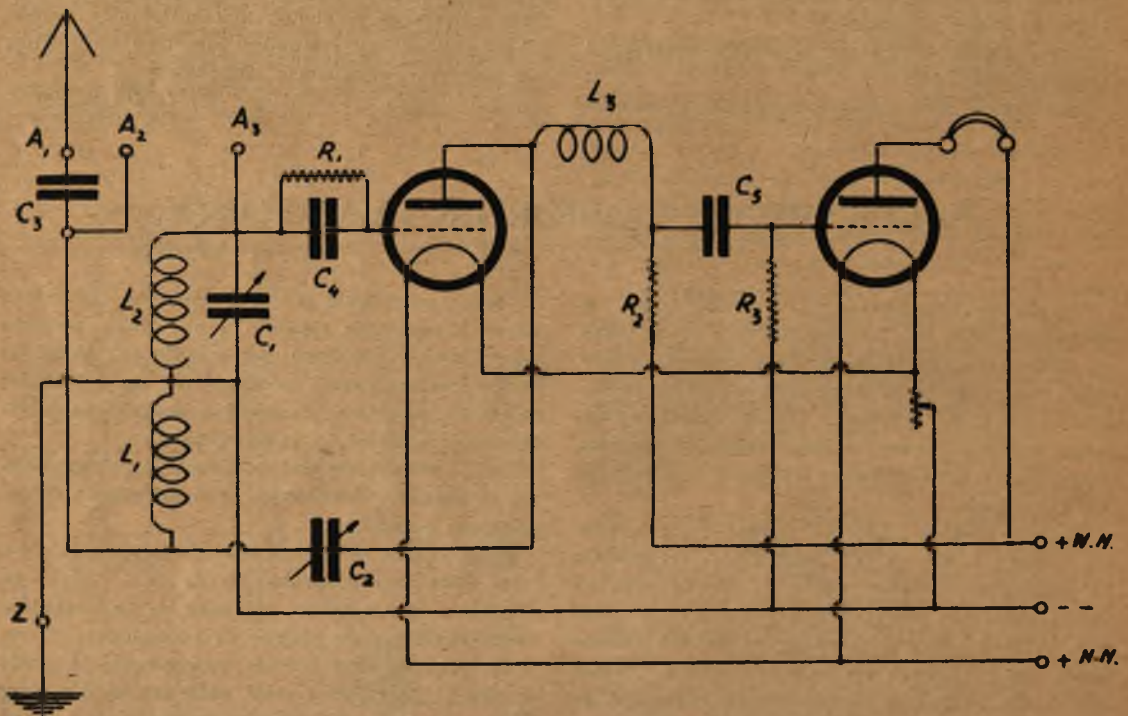 A₁
A₂
A₃
C₃
R₁
C₄
L₂
C₁
L₁
C₂
L₃
C₅
R₂
R₃
Z
+ W.N.
- -
+ N.N.